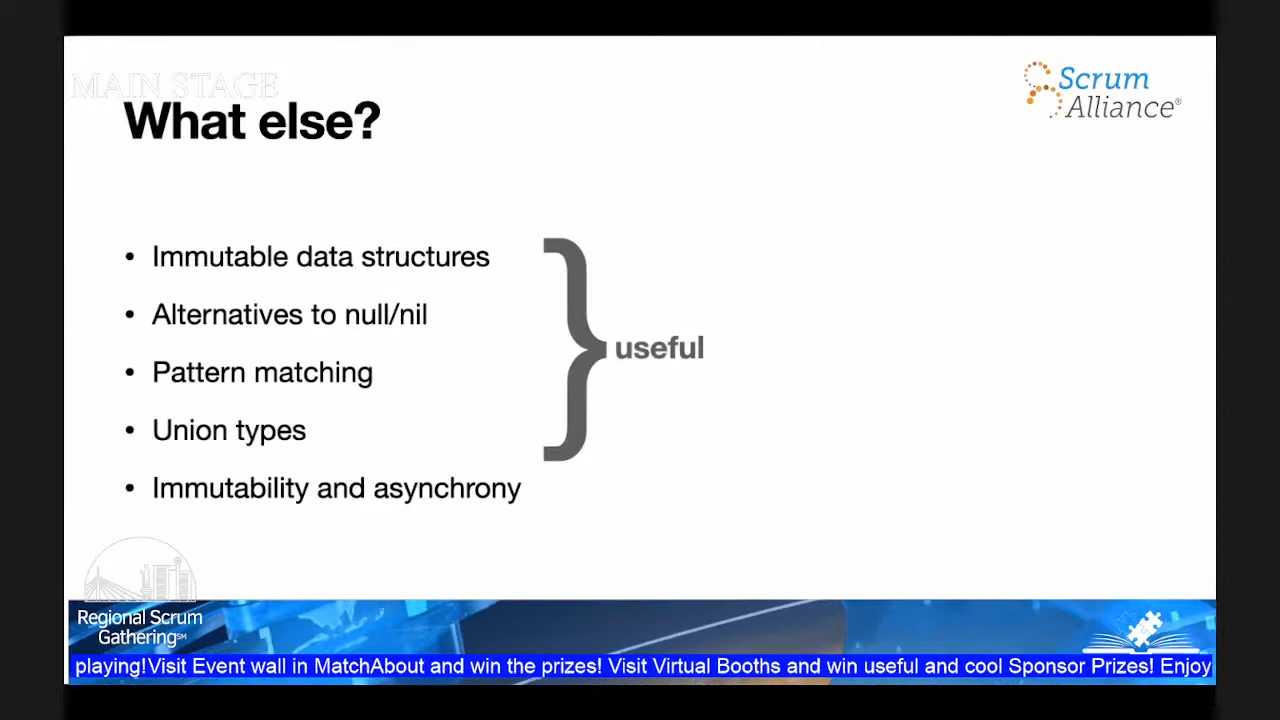 MAIN STAGE
What else?
Scrum
Alliance®
• Immutable data structures
• Alternatives to null/nil
• Pattern matching
• Union types
• Immutability and asynchrony
} useful
Regional Scrum
Gathering℠
playing!Visit Event wall in MatchAbout and win the prizes! Visit Virtual Booths and win useful and cool Sponsor Prizes! Enjoy